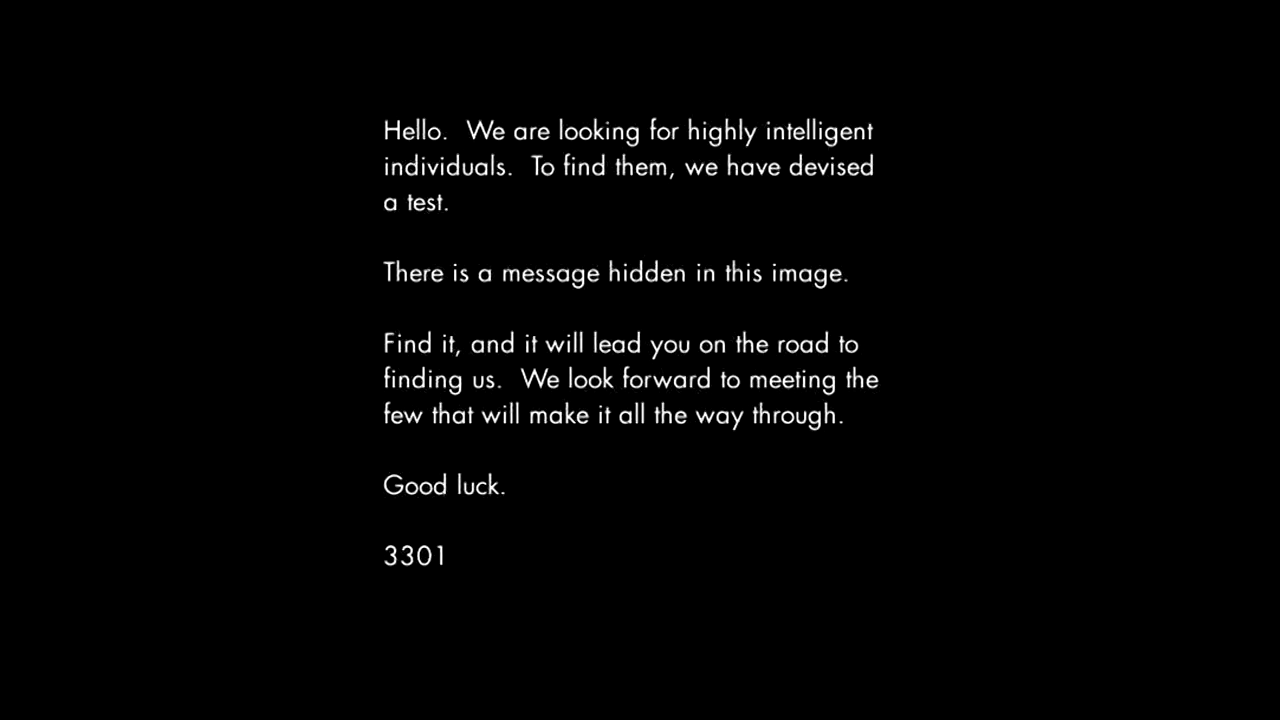 Hello.  We are looking for highly intelligent
individuals.  To find them, we have devised
a test.
There is a message hidden in this image.
Find it, and it will lead you on the road to
finding us.  We look forward to meeting the
few that will make it all the way through.
Good luck.
3301